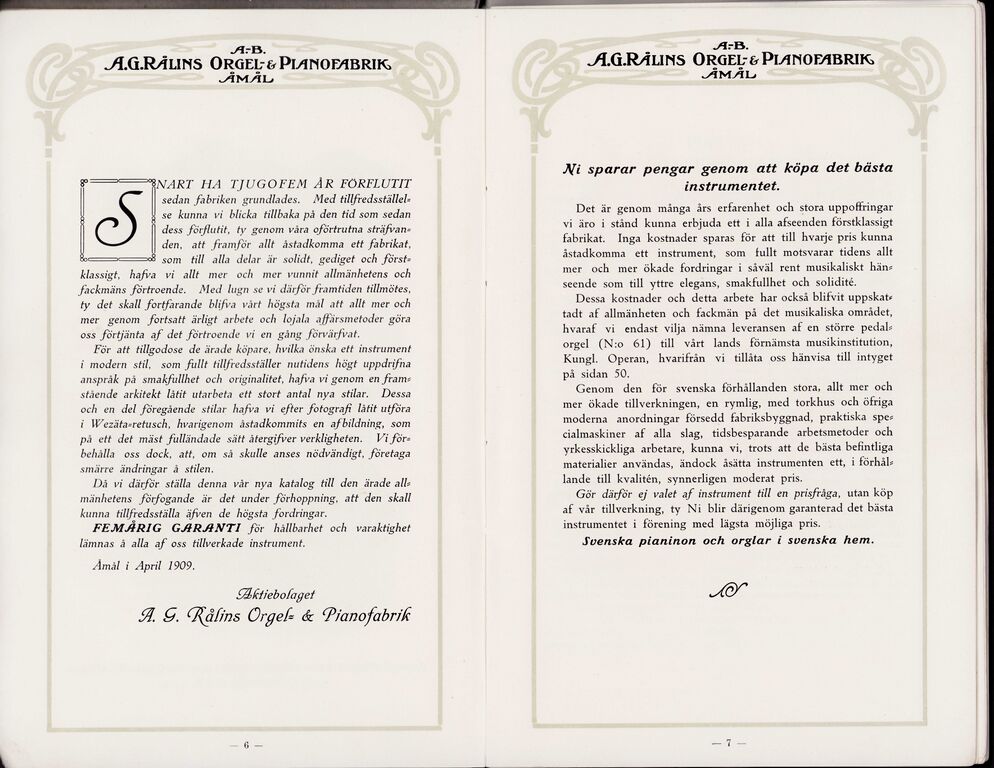 A.-B.
A.G. RÅLINS ORGEL- & PIANOFABRIK,
ÅMÅL
SNART HA TJUGOFEM ÅR FÖRFLUTIT
sedan fabriken grundlades. Med tillfredsställel-
se kunna vi blicka tillbaka på den tid som sedan
dess förflutit, ty genom våra oförtrutna sträfvan-
den, att framför allt åstadkomma ett fabrikat,
som till alla delar är solidt, gediget och först-
klassigt, hafva vi allt mer och mer vunnit allmänhetens och
fackmäns förtroende. Med lugn se vi därför framtiden tillmötes,
ty det skall fortfarande blifva vårt högsta mål att allt mer och
mer genom fortsatt ärligt arbete och lojala affärsmetoder göra
oss förtjänta af det förtroende vi en gång förvärfvat.
För att tillgodose de ärade köpare, hvilka önska ett instrument
i modern stil, som fullt tillfredsställer nutidens högt uppdrifna
anspråk på smakfullhet och originalitet, hafva vi genom en fram-
stående arkitekt låtit utarbeta ett stort antal nya stilar. Dessa
och en del föregående stilar hafva vi efter fotografi låtit utföra
i Wezäta-retusch, hvarigenom åstadkommits en afbildning, som
på ett det mäst fulländade sätt återgifver verkligheten. Vi för-
behålla oss dock, att, om så skulle anses nödvändigt, företaga
smärre ändringar å stilen.
Då vi därför ställa denna vår nya katalog till den ärade all-
mänhetens förfogande är det under förhoppning, att den skall
kunna tillfredsställa äfven de högsta fordringar.
FEMÅRIG GARANTI för hållbarhet och varaktighet
lämnas å alla af oss tillverkade instrument.
Åmål i April 1909.
Aktiebolaget
A. G. Rålins Orgel- & Pianofabrik
— 6 —
A.-B.
A.G. RÅLINS ORGEL- & PIANOFABRIK,
ÅMÅL
Ni sparar pengar genom att köpa det bästa
instrumentet.
Det är genom många års erfarenhet och stora uppoffringar
vi äro i stånd kunna erbjuda ett i alla afseenden förstklassigt
fabrikat. Inga kostnader sparas för att till hvarje pris kunna
åstadkomma ett instrument, som fullt motsvarar tidens allt
mer och mer ökade fordringar i såväl rent musikaliskt hän-
seende som till yttre elegans, smakfullhet och solidité.
Dessa kostnader och detta arbete har också blifvit uppskat-
tadt af allmänheten och fackmän på det musikaliska området,
hvaraf vi endast vilja nämna leveransen af en större pedal-
orgel (N:o 61) till vårt lands förnämsta musikinstitution,
Kungl. Operan, hvarifrån vi tillåta oss hänvisa till intyget
på sidan 50.
Genom den för svenska förhållanden stora, allt mer och
mer ökade tillverkningen, en rymlig, med torkhus och öfriga
moderna anordningar försedd fabriksbyggnad, praktiska spe-
cialmaskiner af alla slag, tidsbesparande arbetsmetoder och
yrkesskickliga arbetare, kunna vi, trots att de bästa befintliga
materialier användas, ändock åsätta instrumenten ett, i förhål-
lande till kvalitén, synnerligen moderat pris.
Gör därför ej valet af instrument till en prisfråga, utan köp
af vår tillverkning, ty Ni blir därigenom garanterad det bästa
instrumentet i förening med lägsta möjliga pris.
Svenska pianinon och orglar i svenska hem.
— 7 —